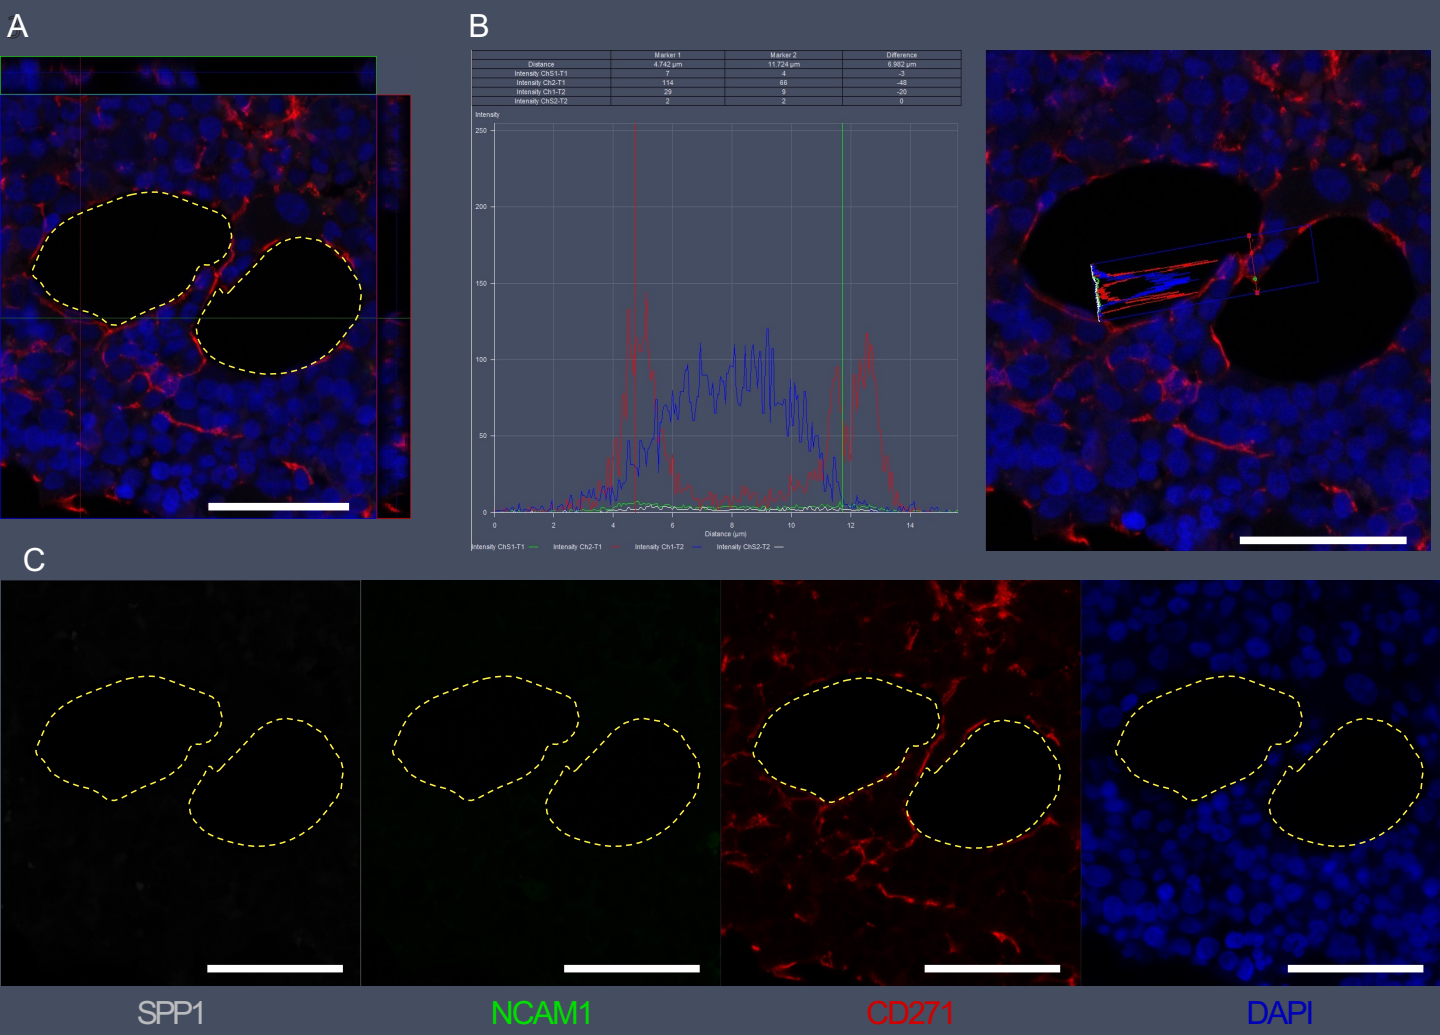 A
B
Marker 1 Marker 2 Difference
Distance 4.742 µm 11.724 µm 6.982 µm
Intensity ChS1-T1 7 4 -3
Intensity Ch2-T1 114 66 -48
Intensity Ch1-T2 29 9 -20
Intensity ChS2-T2 2 2 0
Intensity
250
200
150
100
50
0
0 2 4 6 8 10 12 14
Distance (µm)
Intensity ChS1-T1 Intensity Ch2-T1 Intensity Ch1-T2 Intensity ChS2-T2
C
SPP1 NCAM1 CD271 DAPI